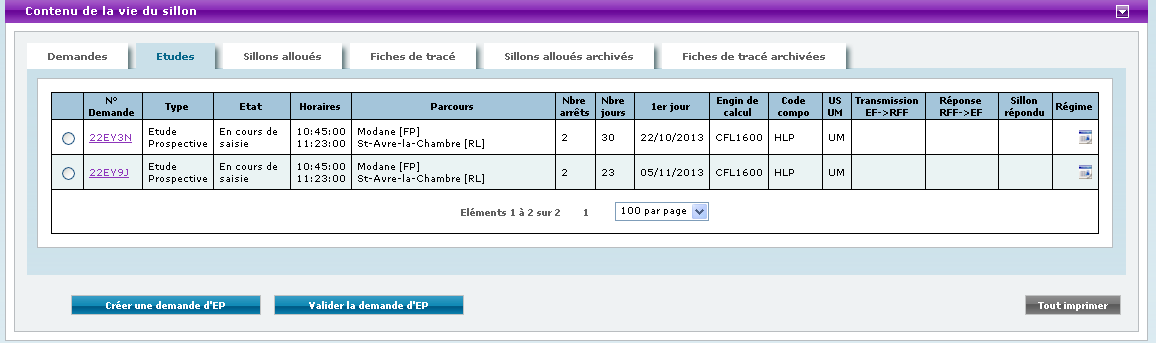 Contenu de la vie du sillon
Demandes Etudes Sillons alloués Fiches de tracé Sillons alloués archivés Fiches de tracé archivées
N° Demande Type Etat Horaires Parcours Nbre arrêts Nbre jours 1er jour Engin de calcul Code compo US UM Transmission EF->RFF Réponse RFF->EF Sillon répondu Régime
22EY3N Etude Prospective En cours de saisie 10:45:00 11:23:00 Modane [FP] St-Avre-la-Chambre [RL] 2 30 22/10/2013 CFL1600 HLP UM
22EY9J Etude Prospective En cours de saisie 10:45:00 11:23:00 Modane [FP] St-Avre-la-Chambre [RL] 2 23 05/11/2013 CFL1600 HLP UM
Eléments 1 à 2 sur 2 1 100 par page
Créer une demande d'EP Valider la demande d'EP Tout imprimer